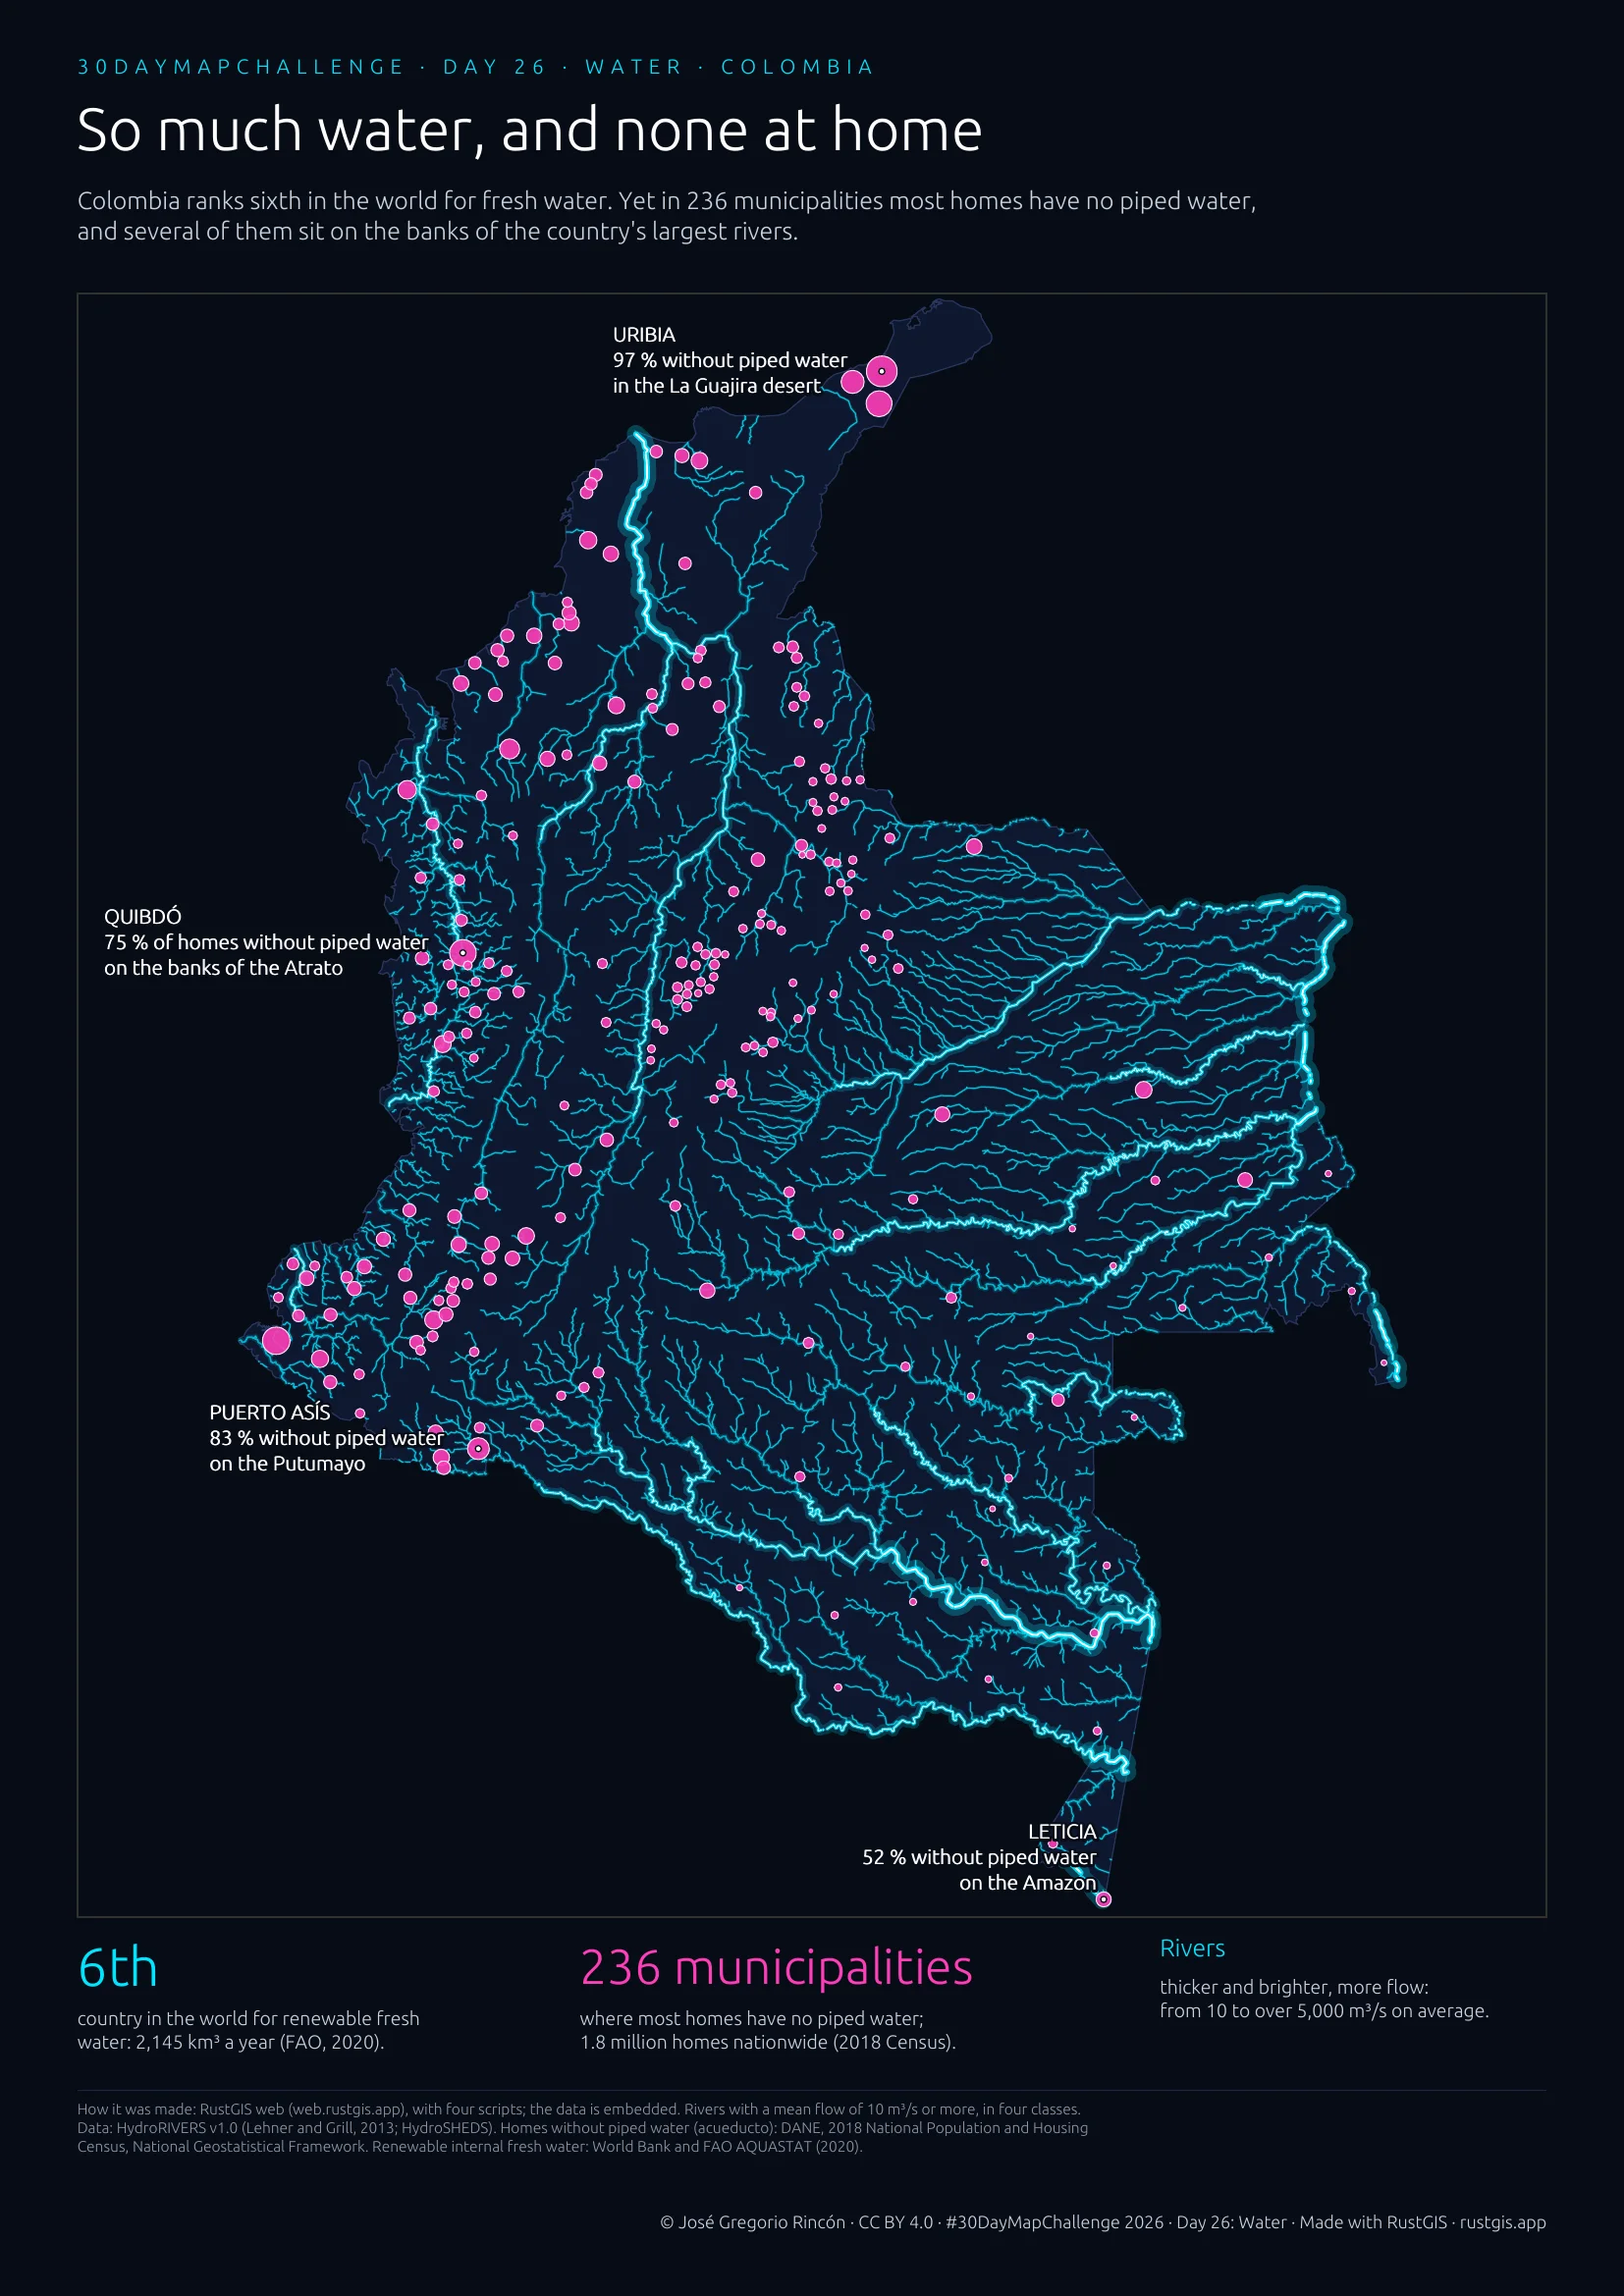 30DAYMAPCHALLENGE · DAY 26 · WATER · COLOMBIA
So much water, and none at home
Colombia ranks sixth in the world for fresh water. Yet in 236 municipalities most homes have no piped water,
and several of them sit on the banks of the country's largest rivers.
URIBIA
97 % without piped water
in the La Guajira desert
QUIBDÓ
75 % of homes without piped water
on the banks of the Atrato
PUERTO ASÍS
83 % without piped water
on the Putumayo
LETICIA
52 % without piped water
on the Amazon
6th
country in the world for renewable fresh
water: 2,145 km³ a year (FAO, 2020).
236 municipalities
where most homes have no piped water;
1.8 million homes nationwide (2018 Census).
Rivers
thicker and brighter, more flow:
from 10 to over 5,000 m³/s on average.
How it was made: RustGIS web (web.rustgis.app), with four scripts; the data is embedded. Rivers with a mean flow of 10 m³/s or more, in four classes.
Data: HydroRIVERS v1.0 (Lehner and Grill, 2013; HydroSHEDS). Homes without piped water (acueducto): DANE, 2018 National Population and Housing
Census, National Geostatistical Framework. Renewable internal fresh water: World Bank and FAO AQUASTAT (2020).
© José Gregorio Rincón · CC BY 4.0 · #30DayMapChallenge 2026 · Day 26: Water · Made with RustGIS · rustgis.app